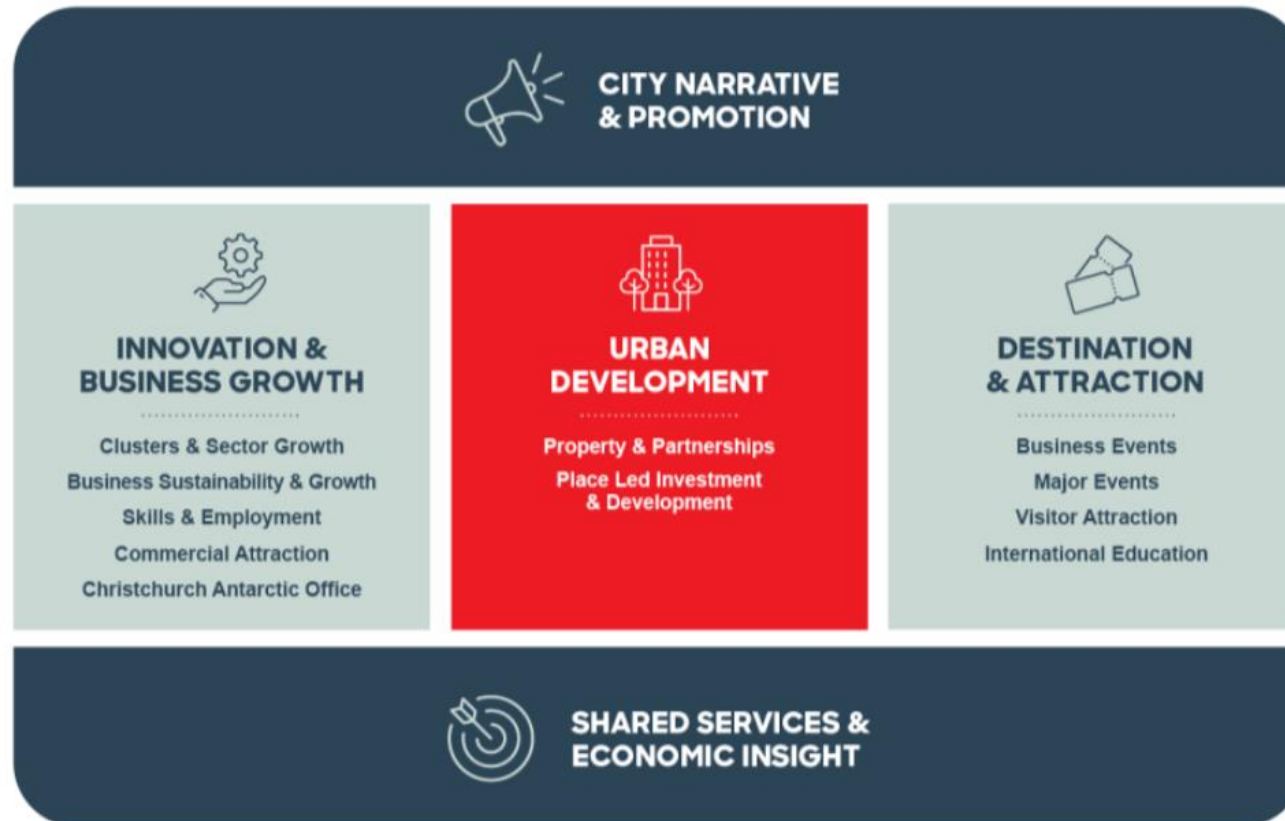 CITY NARRATIVE
& PROMOTION
INNOVATION &
BUSINESS GROWTH
Clusters & Sector Growth
Business Sustainability & Growth
Skills & Employment
Commercial Attraction
Christchurch Antarctic Office
URBAN
DEVELOPMENT
Property & Partnerships
Place Led Investment
& Development
DESTINATION
& ATTRACTION
Business Events
Major Events
Visitor Attraction
International Education
SHARED SERVICES &
ECONOMIC INSIGHT